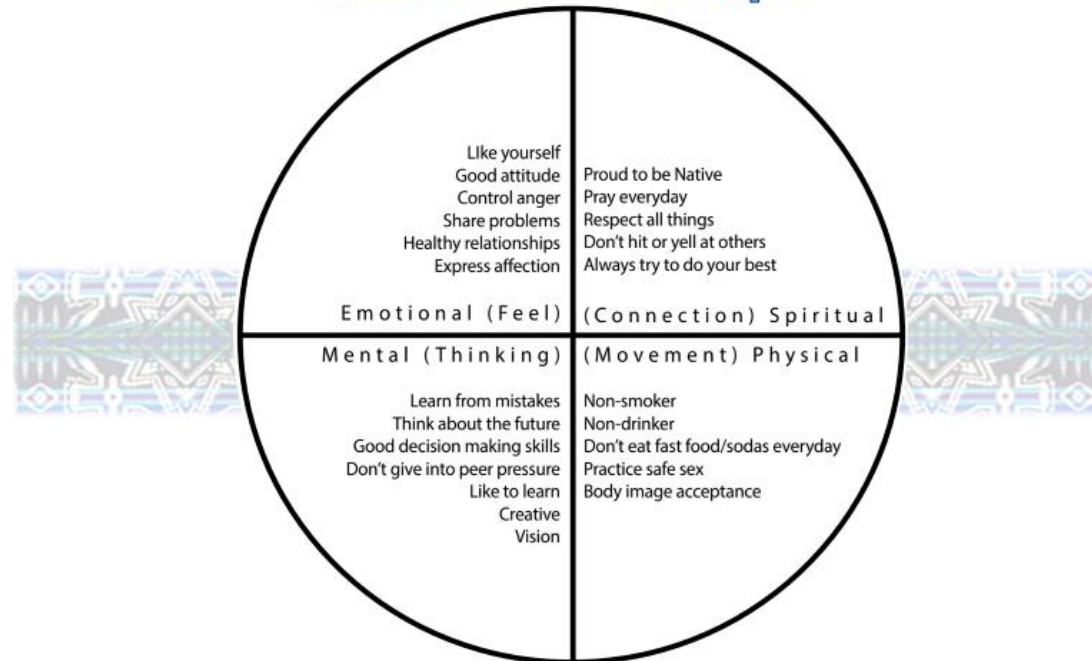 LIke yourself
Good attitude
Control anger
Share problems
Healthy relationships
Express affection
Emotional (Feel)
Proud to be Native
Pray everyday
Respect all things
Don't hit or yell at others
Always try to do your best
(Connection) Spiritual
Mental (Thinking)
Learn from mistakes
Think about the future
Good decision making skills
Don't give into peer pressure
Like to learn
Creative
Vision
(Movement) Physical
Non-smoker
Non-drinker
Don't eat fast food/sodas everyday
Practice safe sex
Body image acceptance